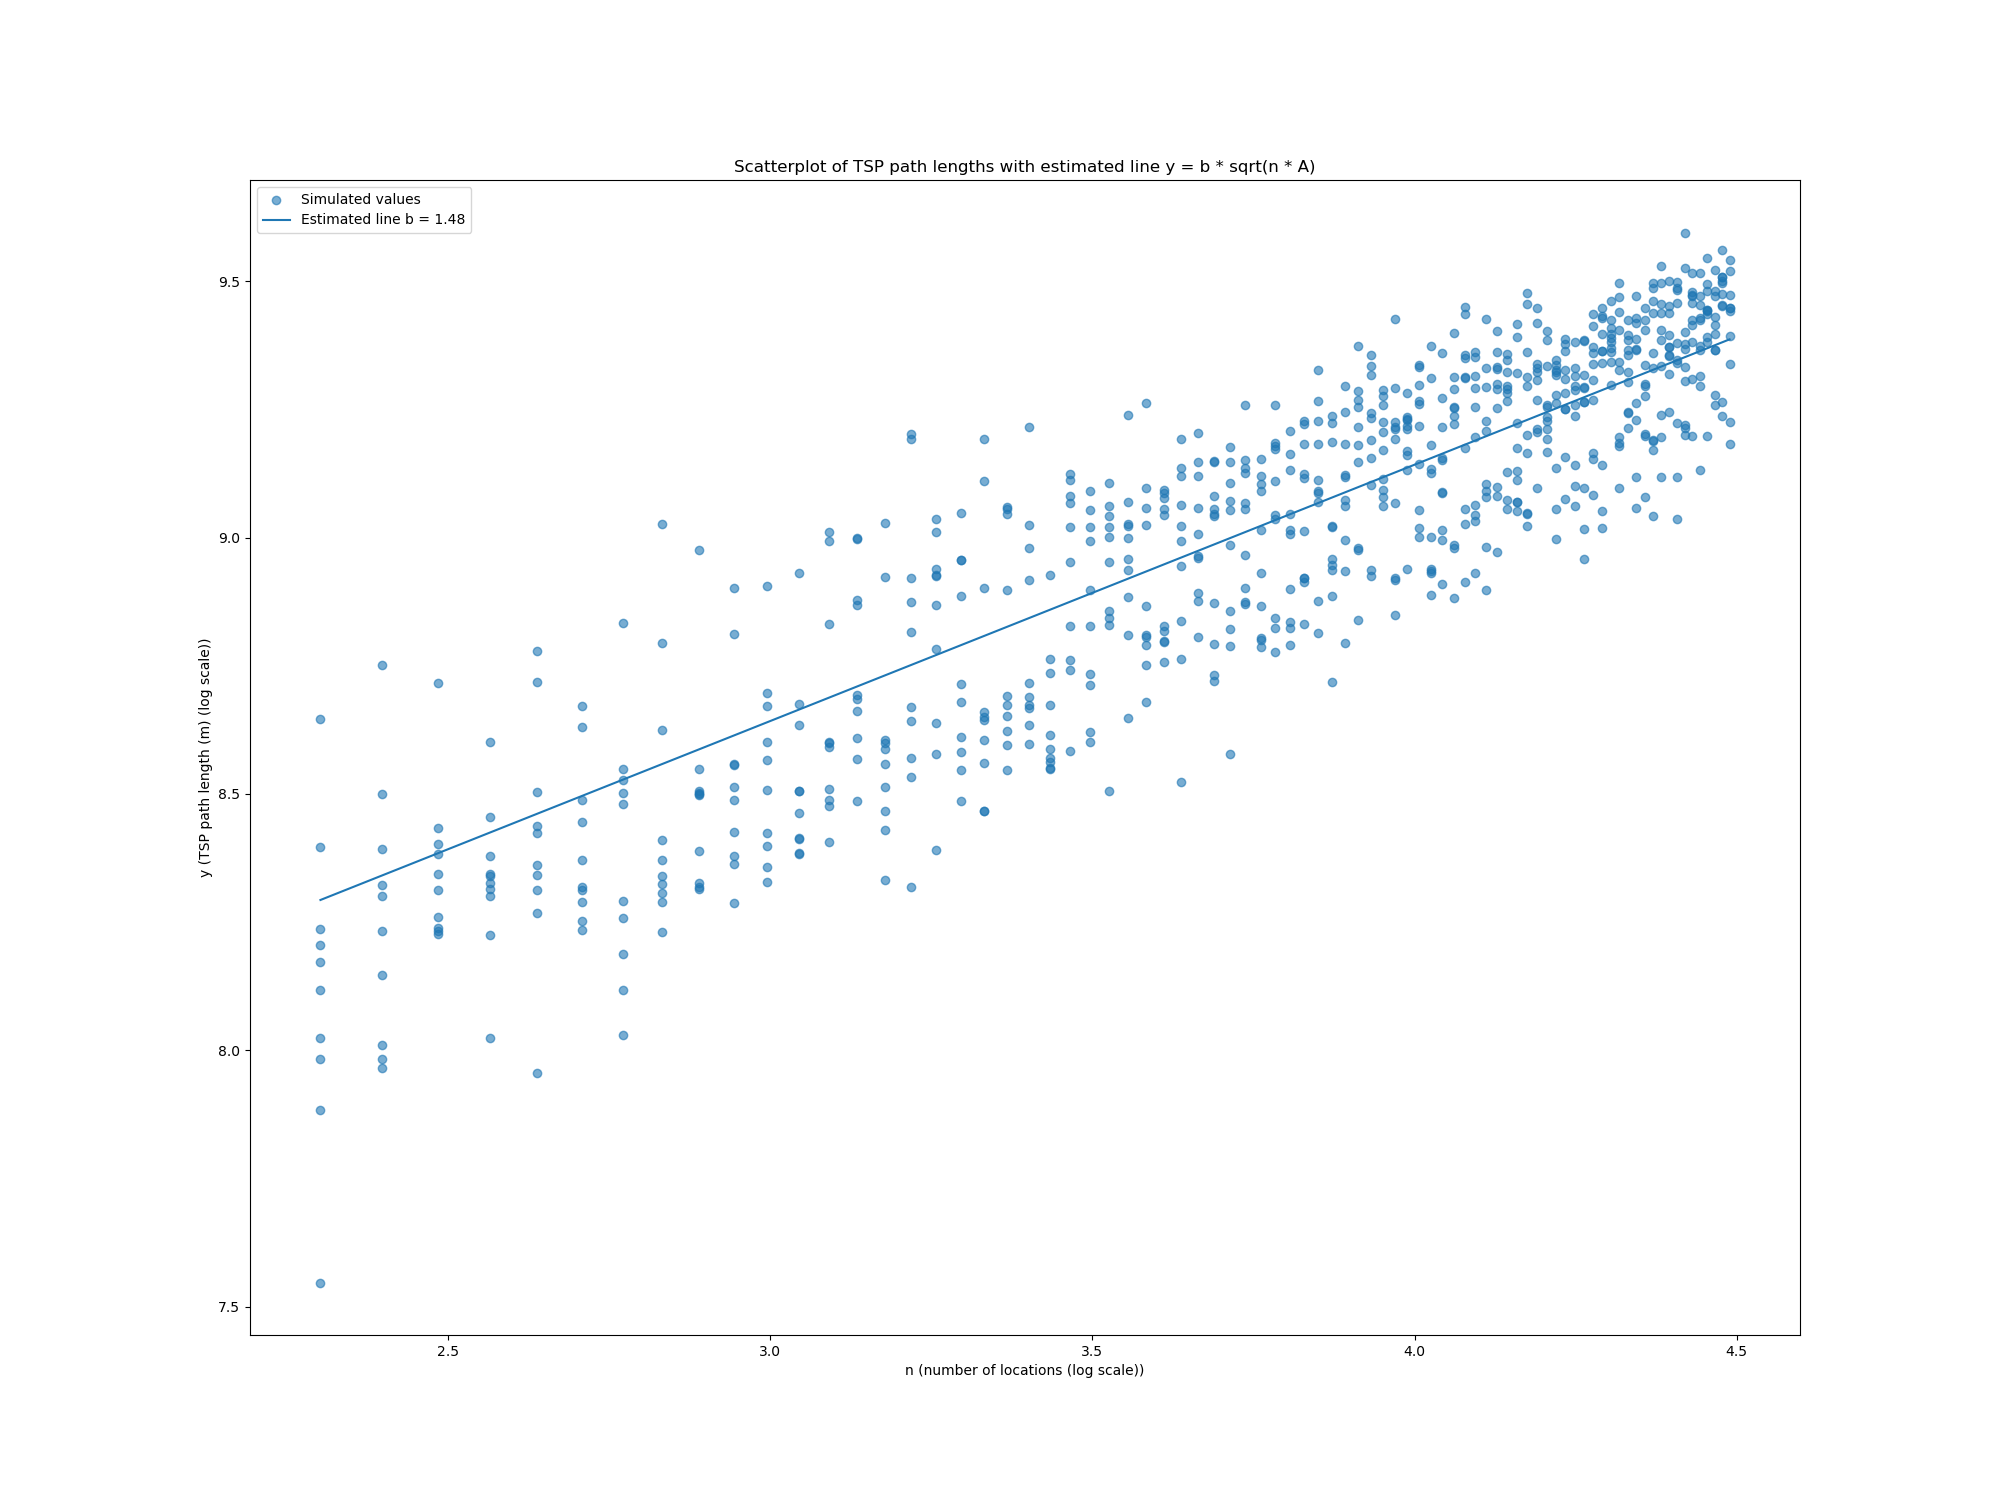 Scatterplot of TSP path lengths with estimated line y = b * sqrt(n * A)
Simulated values
Estimated line b = 1.48
9.5
9.0
8.5
8.0
7.5
y (TSP path length (m) (log scale))
2.5
3.0
3.5
4.0
4.5
n (number of locations (log scale))